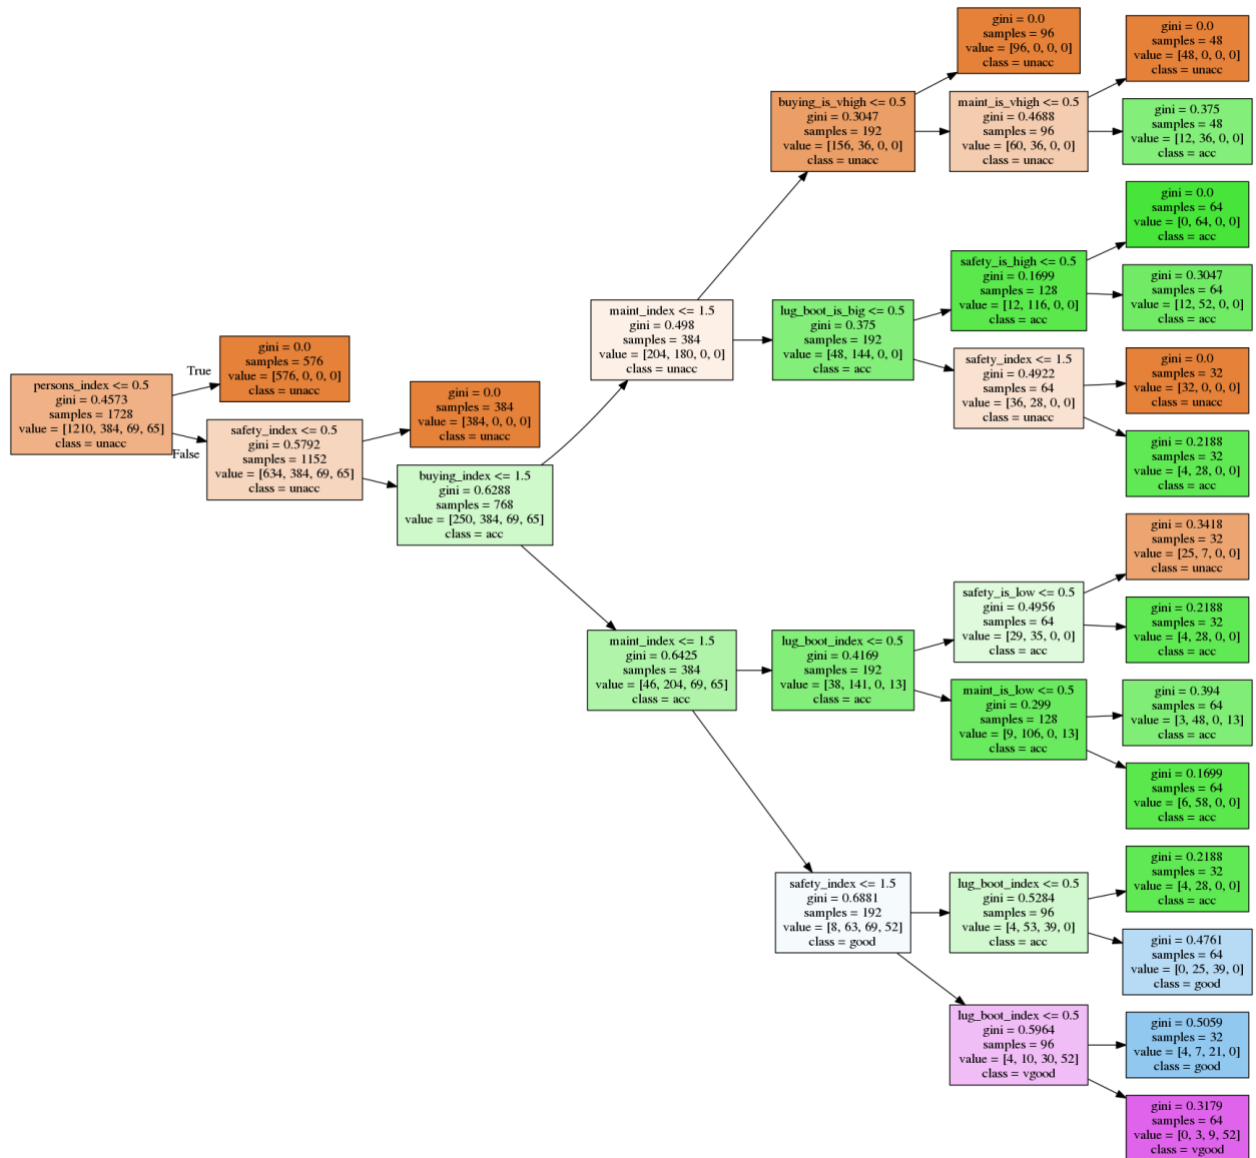 persons_index <= 0.5
gini = 0.4573
samples = 1728
value = [1210, 384, 69, 65]
class = unacc
True
False
gini = 0.0
samples = 576
value = [576, 0, 0, 0]
class = unacc
safety_index <= 0.5
gini = 0.5792
samples = 1152
value = [634, 384, 69, 65]
class = unacc
gini = 0.0
samples = 384
value = [384, 0, 0, 0]
class = unacc
buying_index <= 1.5
gini = 0.6288
samples = 768
value = [250, 384, 69, 65]
class = acc
maint_index <= 1.5
gini = 0.498
samples = 384
value = [204, 180, 0, 0]
class = unacc
maint_index <= 1.5
gini = 0.6425
samples = 384
value = [46, 204, 69, 65]
class = acc
buying_is_vhigh <= 0.5
gini = 0.3047
samples = 192
value = [156, 36, 0, 0]
class = unacc
lug_boot_is_big <= 0.5
gini = 0.375
samples = 192
value = [48, 144, 0, 0]
class = acc
lug_boot_index <= 0.5
gini = 0.4169
samples = 192
value = [38, 141, 0, 13]
class = acc
safety_index <= 1.5
gini = 0.6881
samples = 192
value = [8, 63, 69, 52]
class = good
gini = 0.0
samples = 96
value = [96, 0, 0, 0]
class = unacc
maint_is_vhigh <= 0.5
gini = 0.4688
samples = 96
value = [60, 36, 0, 0]
class = unacc
safety_is_high <= 0.5
gini = 0.1699
samples = 128
value = [12, 116, 0, 0]
class = acc
safety_index <= 1.5
gini = 0.4922
samples = 64
value = [36, 28, 0, 0]
class = unacc
safety_is_low <= 0.5
gini = 0.4956
samples = 64
value = [29, 35, 0, 0]
class = acc
maint_is_low <= 0.5
gini = 0.299
samples = 128
value = [9, 106, 0, 13]
class = acc
lug_boot_index <= 0.5
gini = 0.5284
samples = 96
value = [4, 53, 39, 0]
class = acc
lug_boot_index <= 0.5
gini = 0.5964
samples = 96
value = [4, 10, 30, 52]
class = vgood
gini = 0.0
samples = 48
value = [48, 0, 0, 0]
class = unacc
gini = 0.375
samples = 48
value = [12, 36, 0, 0]
class = acc
gini = 0.0
samples = 64
value = [0, 64, 0, 0]
class = acc
gini = 0.3047
samples = 64
value = [12, 52, 0, 0]
class = acc
gini = 0.0
samples = 32
value = [32, 0, 0, 0]
class = unacc
gini = 0.2188
samples = 32
value = [4, 28, 0, 0]
class = acc
gini = 0.3418
samples = 32
value = [25, 7, 0, 0]
class = unacc
gini = 0.2188
samples = 32
value = [4, 28, 0, 0]
class = acc
gini = 0.394
samples = 64
value = [3, 48, 0, 13]
class = acc
gini = 0.1699
samples = 64
value = [6, 58, 0, 0]
class = acc
gini = 0.2188
samples = 32
value = [4, 28, 0, 0]
class = acc
gini = 0.4761
samples = 64
value = [0, 25, 39, 0]
class = good
gini = 0.5059
samples = 32
value = [4, 7, 21, 0]
class = good
gini = 0.3179
samples = 64
value = [0, 3, 9, 52]
class = vgood